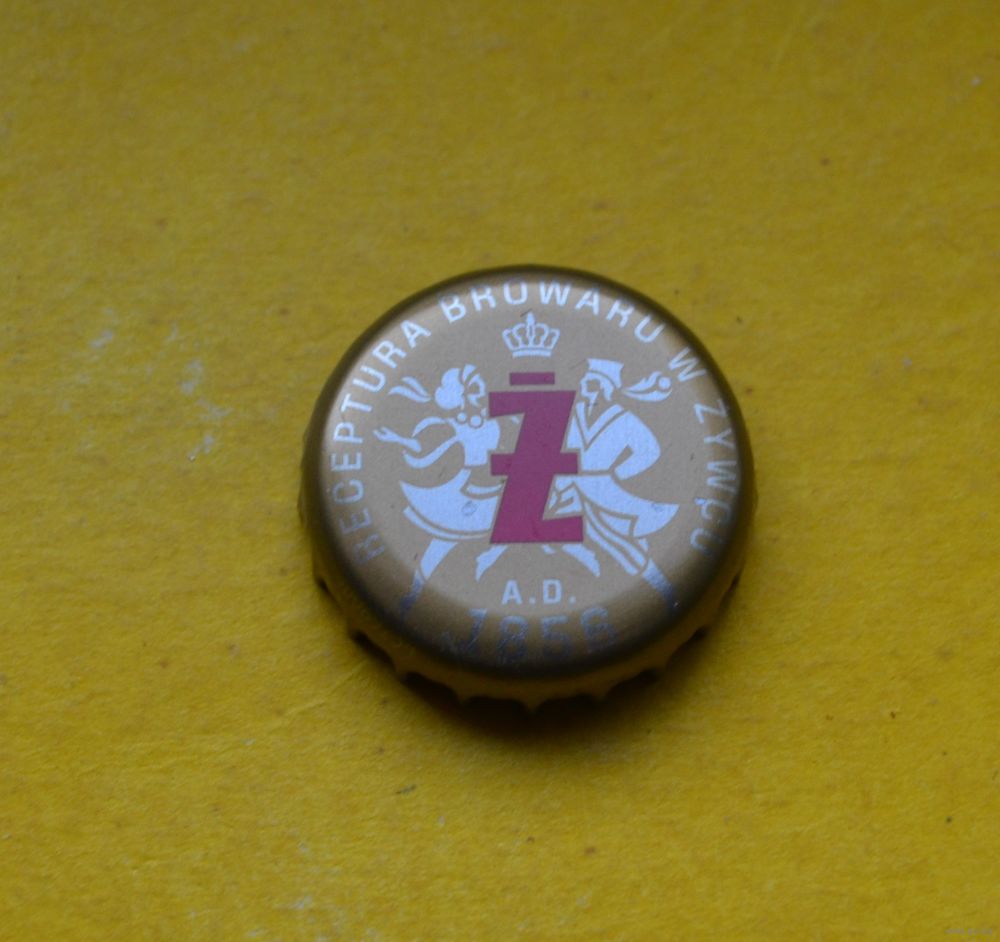 RECEPTURA BROWARU W ŻYWCU
Ż
A.D.
1856